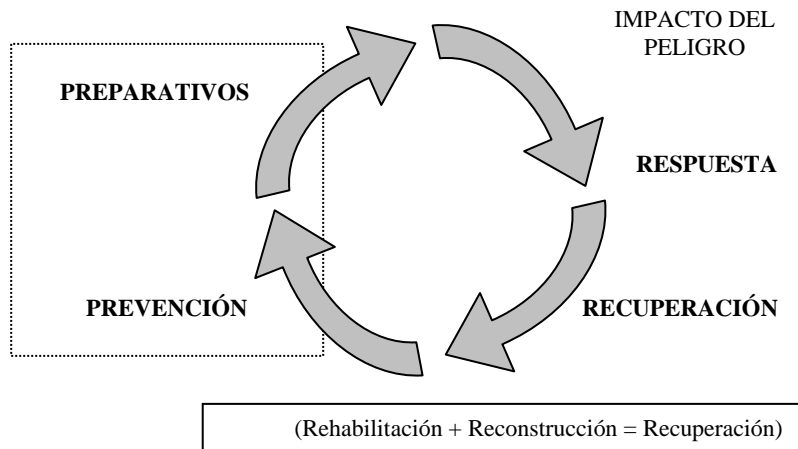 IMPACTO DEL
PELIGRO
PREPARATIVOS
RESPUESTA
PREVENCIÓN
RECUPERACIÓN
(Rehabilitación + Reconstrucción = Recuperación)